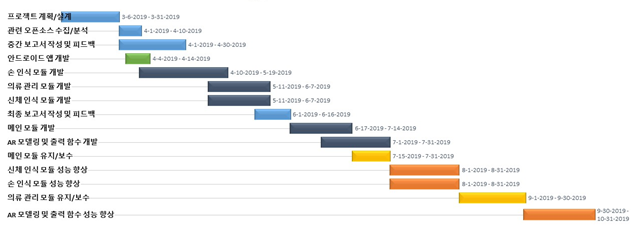 프로젝트 계획/설계 3-6-2019 - 3-31-2019
관련 오픈소스 수집/분석 4-1-2019 - 4-10-2019
중간 보고서 작성 및 피드백 4-1-2019 - 4-30-2019
안드로이드 앱 개발 4-4-2019 - 4-14-2019
손 인식 모듈 개발 4-10-2019 - 5-19-2019
의류 관리 모듈 개발 5-11-2019 - 6-7-2019
신체 인식 모듈 개발 5-11-2019 - 6-7-2019
최종 보고서 작성 및 피드백 6-1-2019 - 6-16-2019
메인 모듈 개발 6-17-2019 - 7-14-2019
AR 모델링 및 출력 함수 개발 7-1-2019 - 7-31-2019
메인 모듈 유지/보수 7-15-2019 - 7-31-2019
신체 인식 모듈 성능 향상 8-1-2019 - 8-31-2019
손 인식 모듈 성능 향상 8-1-2019 - 8-31-2019
의류 관리 모듈 유지/보수 9-1-2019 - 9-30-2019
AR 모델링 및 출력 함수 성능 향상 9-30-2019 -
10-31-2019